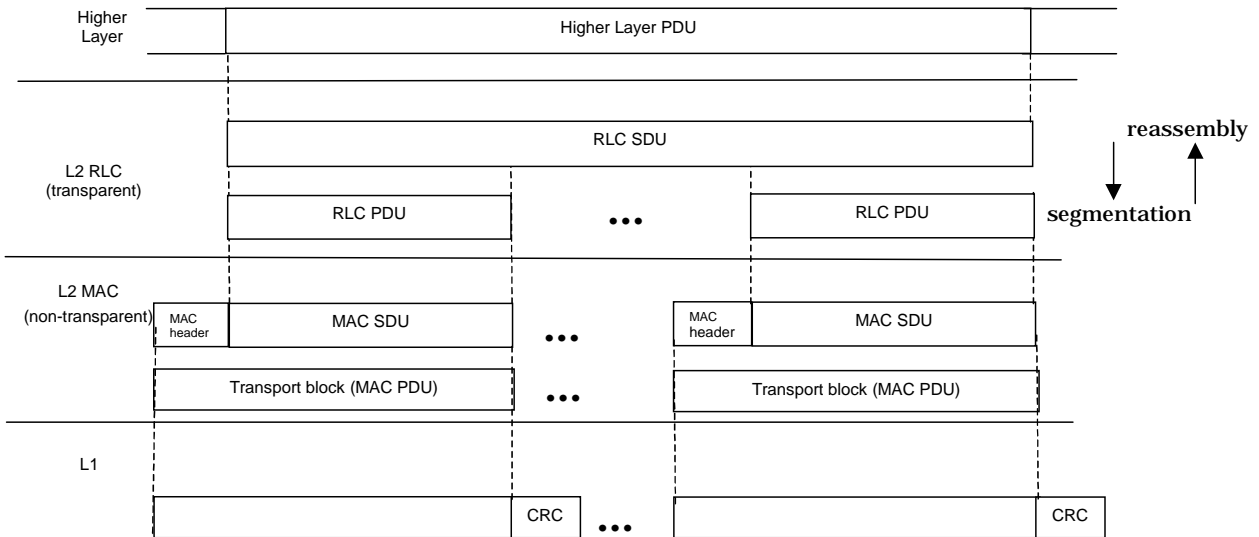 Higher
Layer
Higher Layer PDU
RLC SDU
reassembly
L2 RLC
(transparent)
RLC PDU
•••
RLC PDU
segmentation
L2 MAC
(non-transparent)
MAC
header
MAC SDU
•••
MAC
header
MAC SDU
Transport block (MAC PDU)
•••
Transport block (MAC PDU)
L1
CRC
•••
CRC